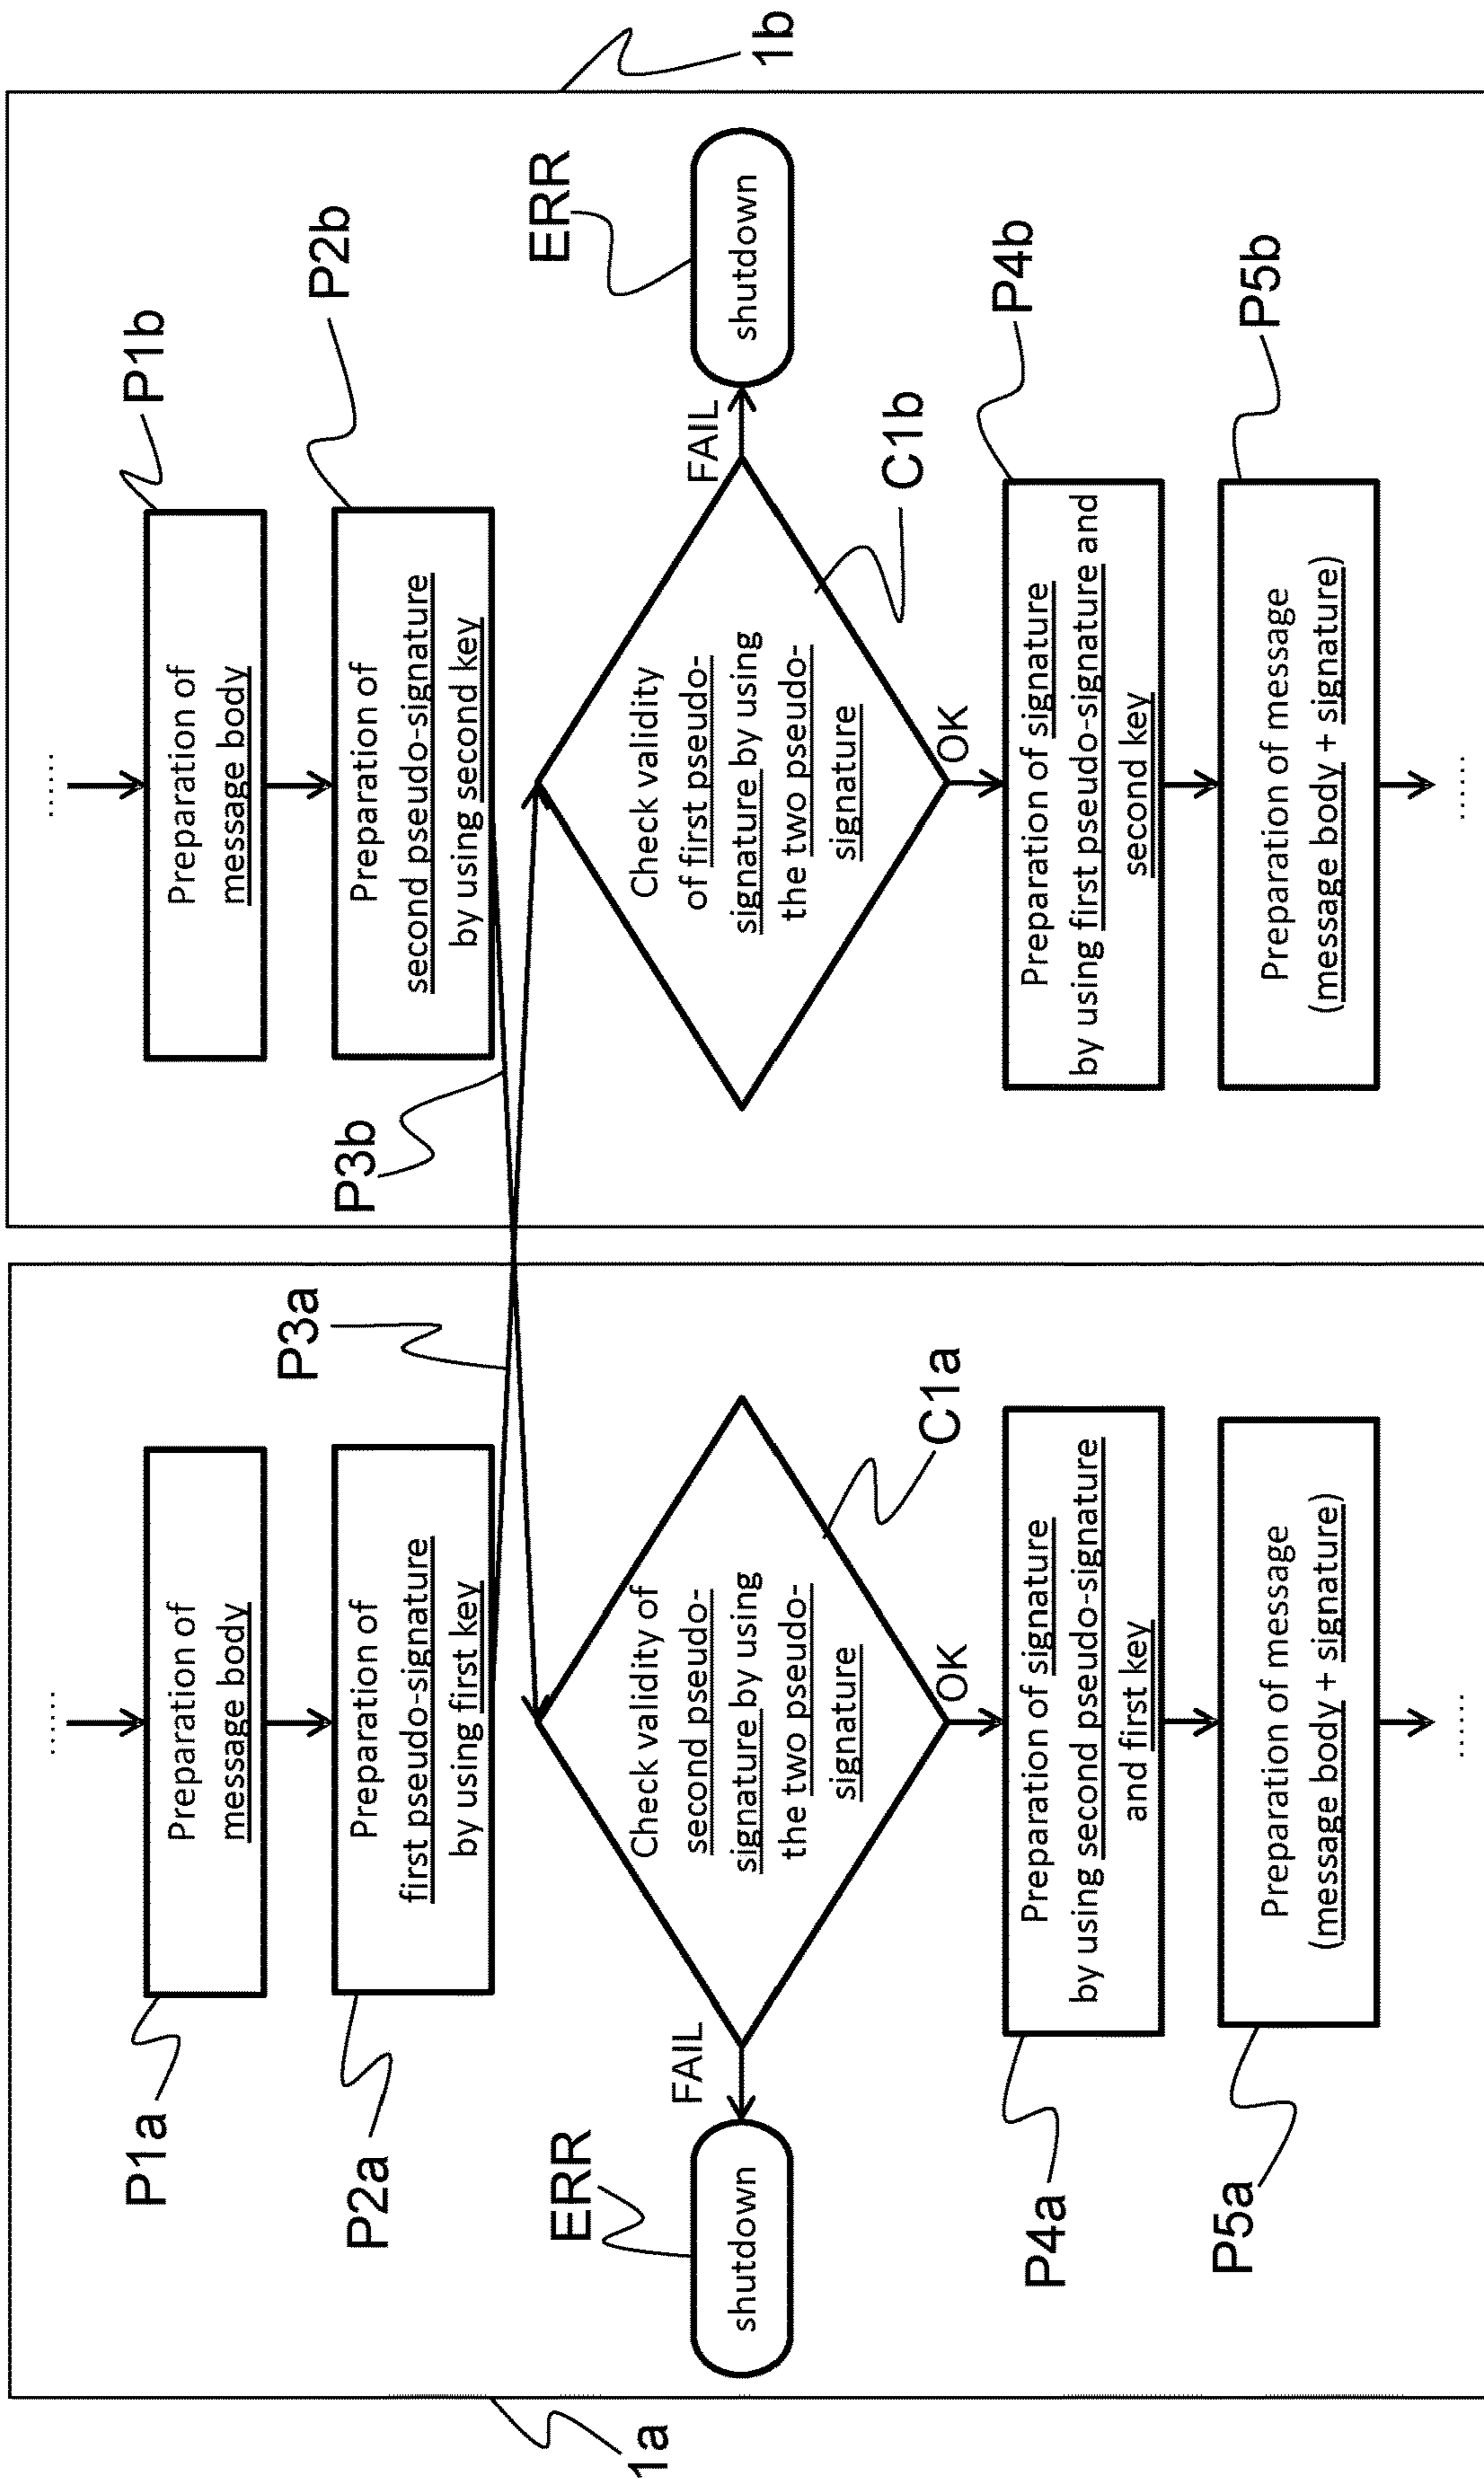 .....
.....
P1a
Preparation of
message body
Preparation of
message body
P1b
P2a
Preparation of
first pseudo-signature
by using first key
Preparation of
second pseudo-signature
by using second key
P2b
P3a
P3b
1a
ERR
shutdown
FAIL
Check validity of
second pseudo-
signature by using
the two pseudo-
signature
C1a
OK
Check validity
of first pseudo-
signature by using
the two pseudo-
signature
FAIL
ERR
shutdown
1b
C1b
OK
P4a
Preparation of signature
by using second pseudo-signature
and first key
Preparation of signature
by using first pseudo-signature and
second key
P4b
P5a
Preparation of message
(message body + signature)
Preparation of message
(message body + signature)
P5b
.....
.....